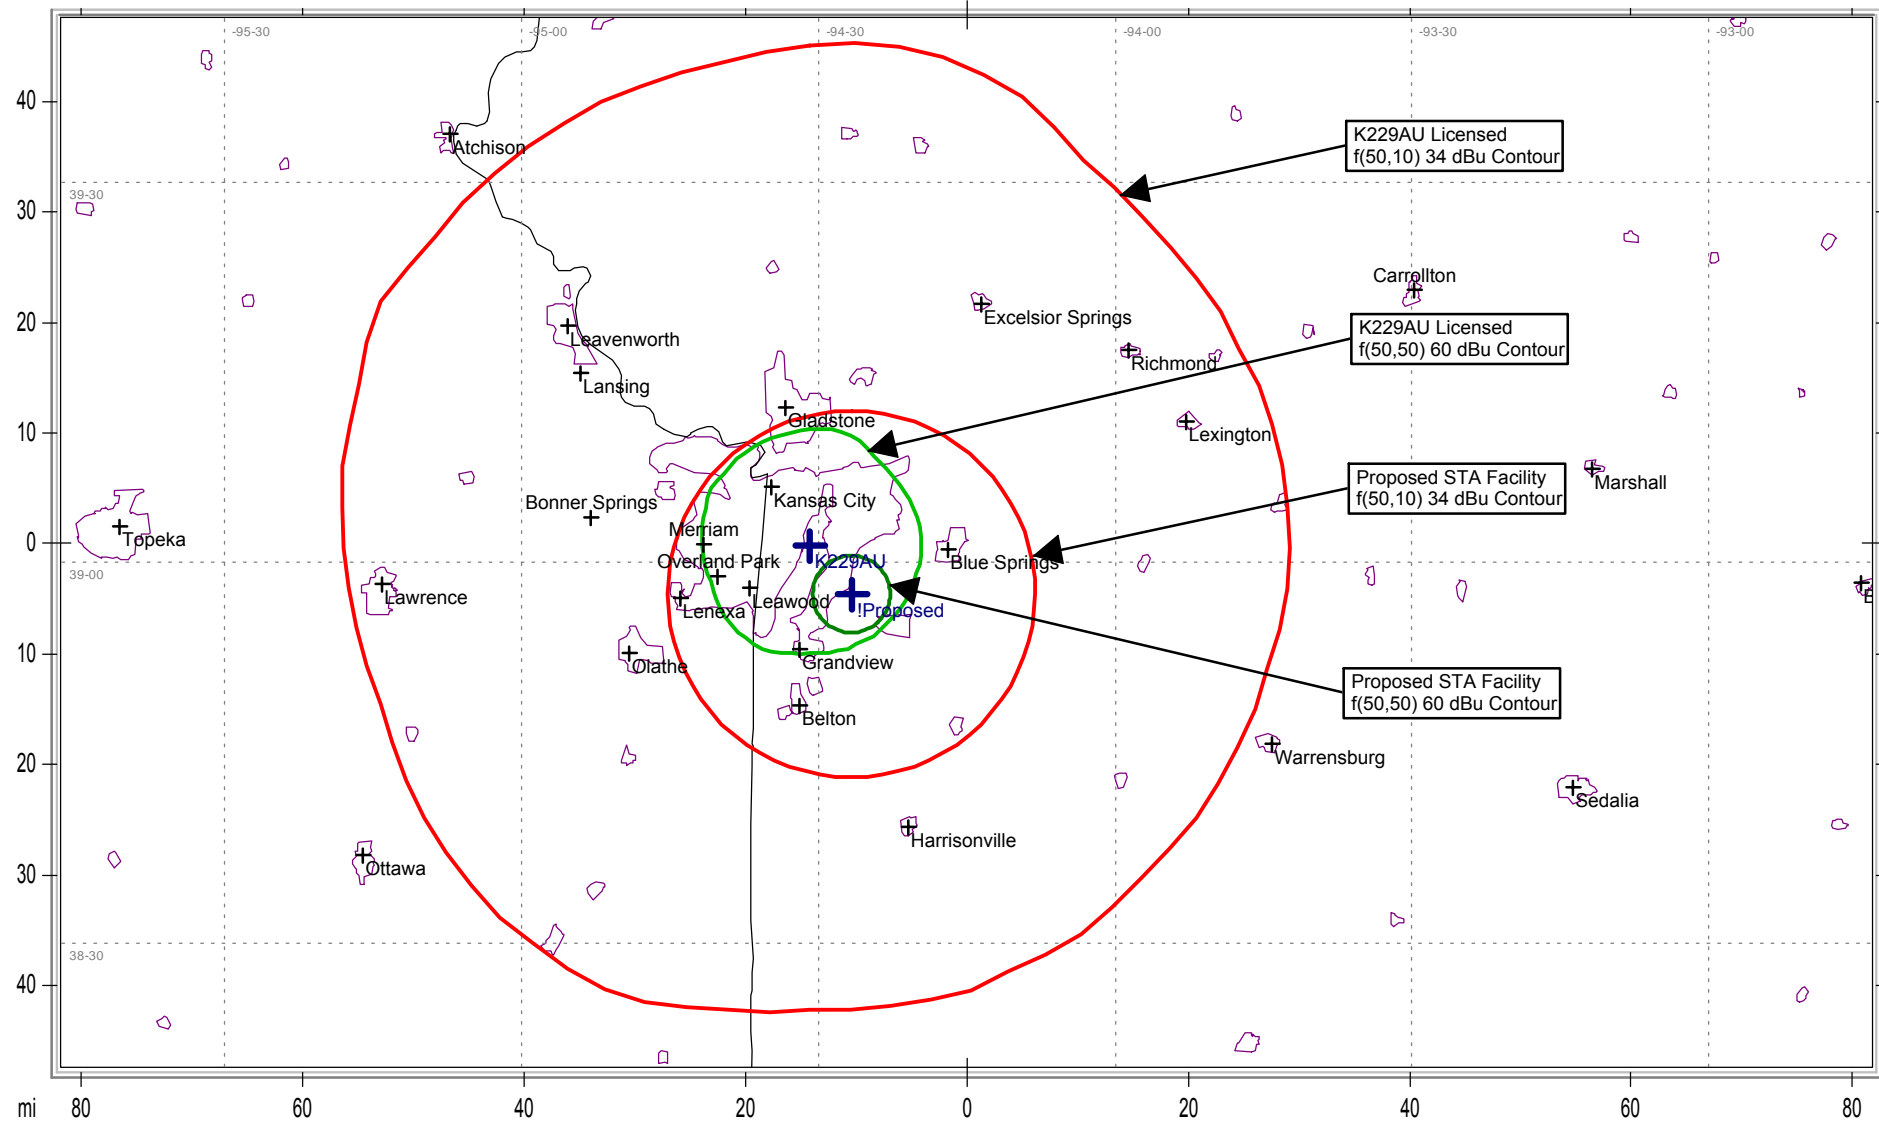 -95-30
-95-00
-94-30
-94-00
-93-30
-93-00
40
30
20
10
0
10
20
30
40
39-30
39-00
38-30
K229AU Licensed
f(50,10) 34 dBu Contour
K229AU Licensed
f(50,50) 60 dBu Contour
Proposed STA Facility
f(50,10) 34 dBu Contour
Proposed STA Facility
f(50,50) 60 dBu Contour
Atchison
Carrollton
Excelsior Springs
Leavenworth
Richmond
Lansing
Gladstone
Lexington
Marshall
Bonner Springs
Kansas City
Topeka
Merriam
Overland Park
K229AU
Blue Springs
Lawrence
Lenexa
Leawood
!Proposed
Olathe
Grandview
Belton
Warrensburg
Sedalia
Harrisonville
Ottawa
mi
80
60
40
20
0
20
40
60
80